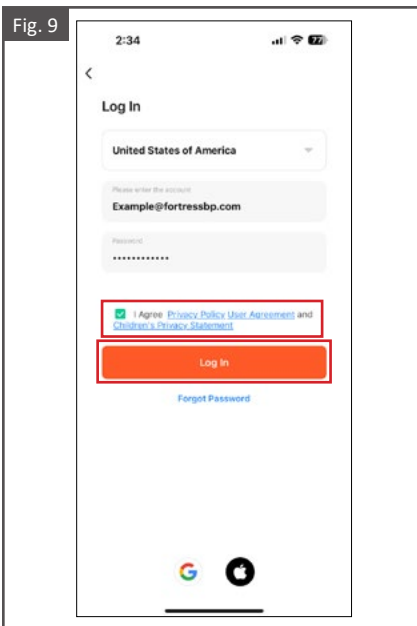 Fig. 9
2:34
77
Log In
United States of America
Please enter the account
Example@fortressbp.com
Password
••••••••••••
I Agree Privacy Policy User Agreement and
Children's Privacy Statement
Log In
Forgot Password
G